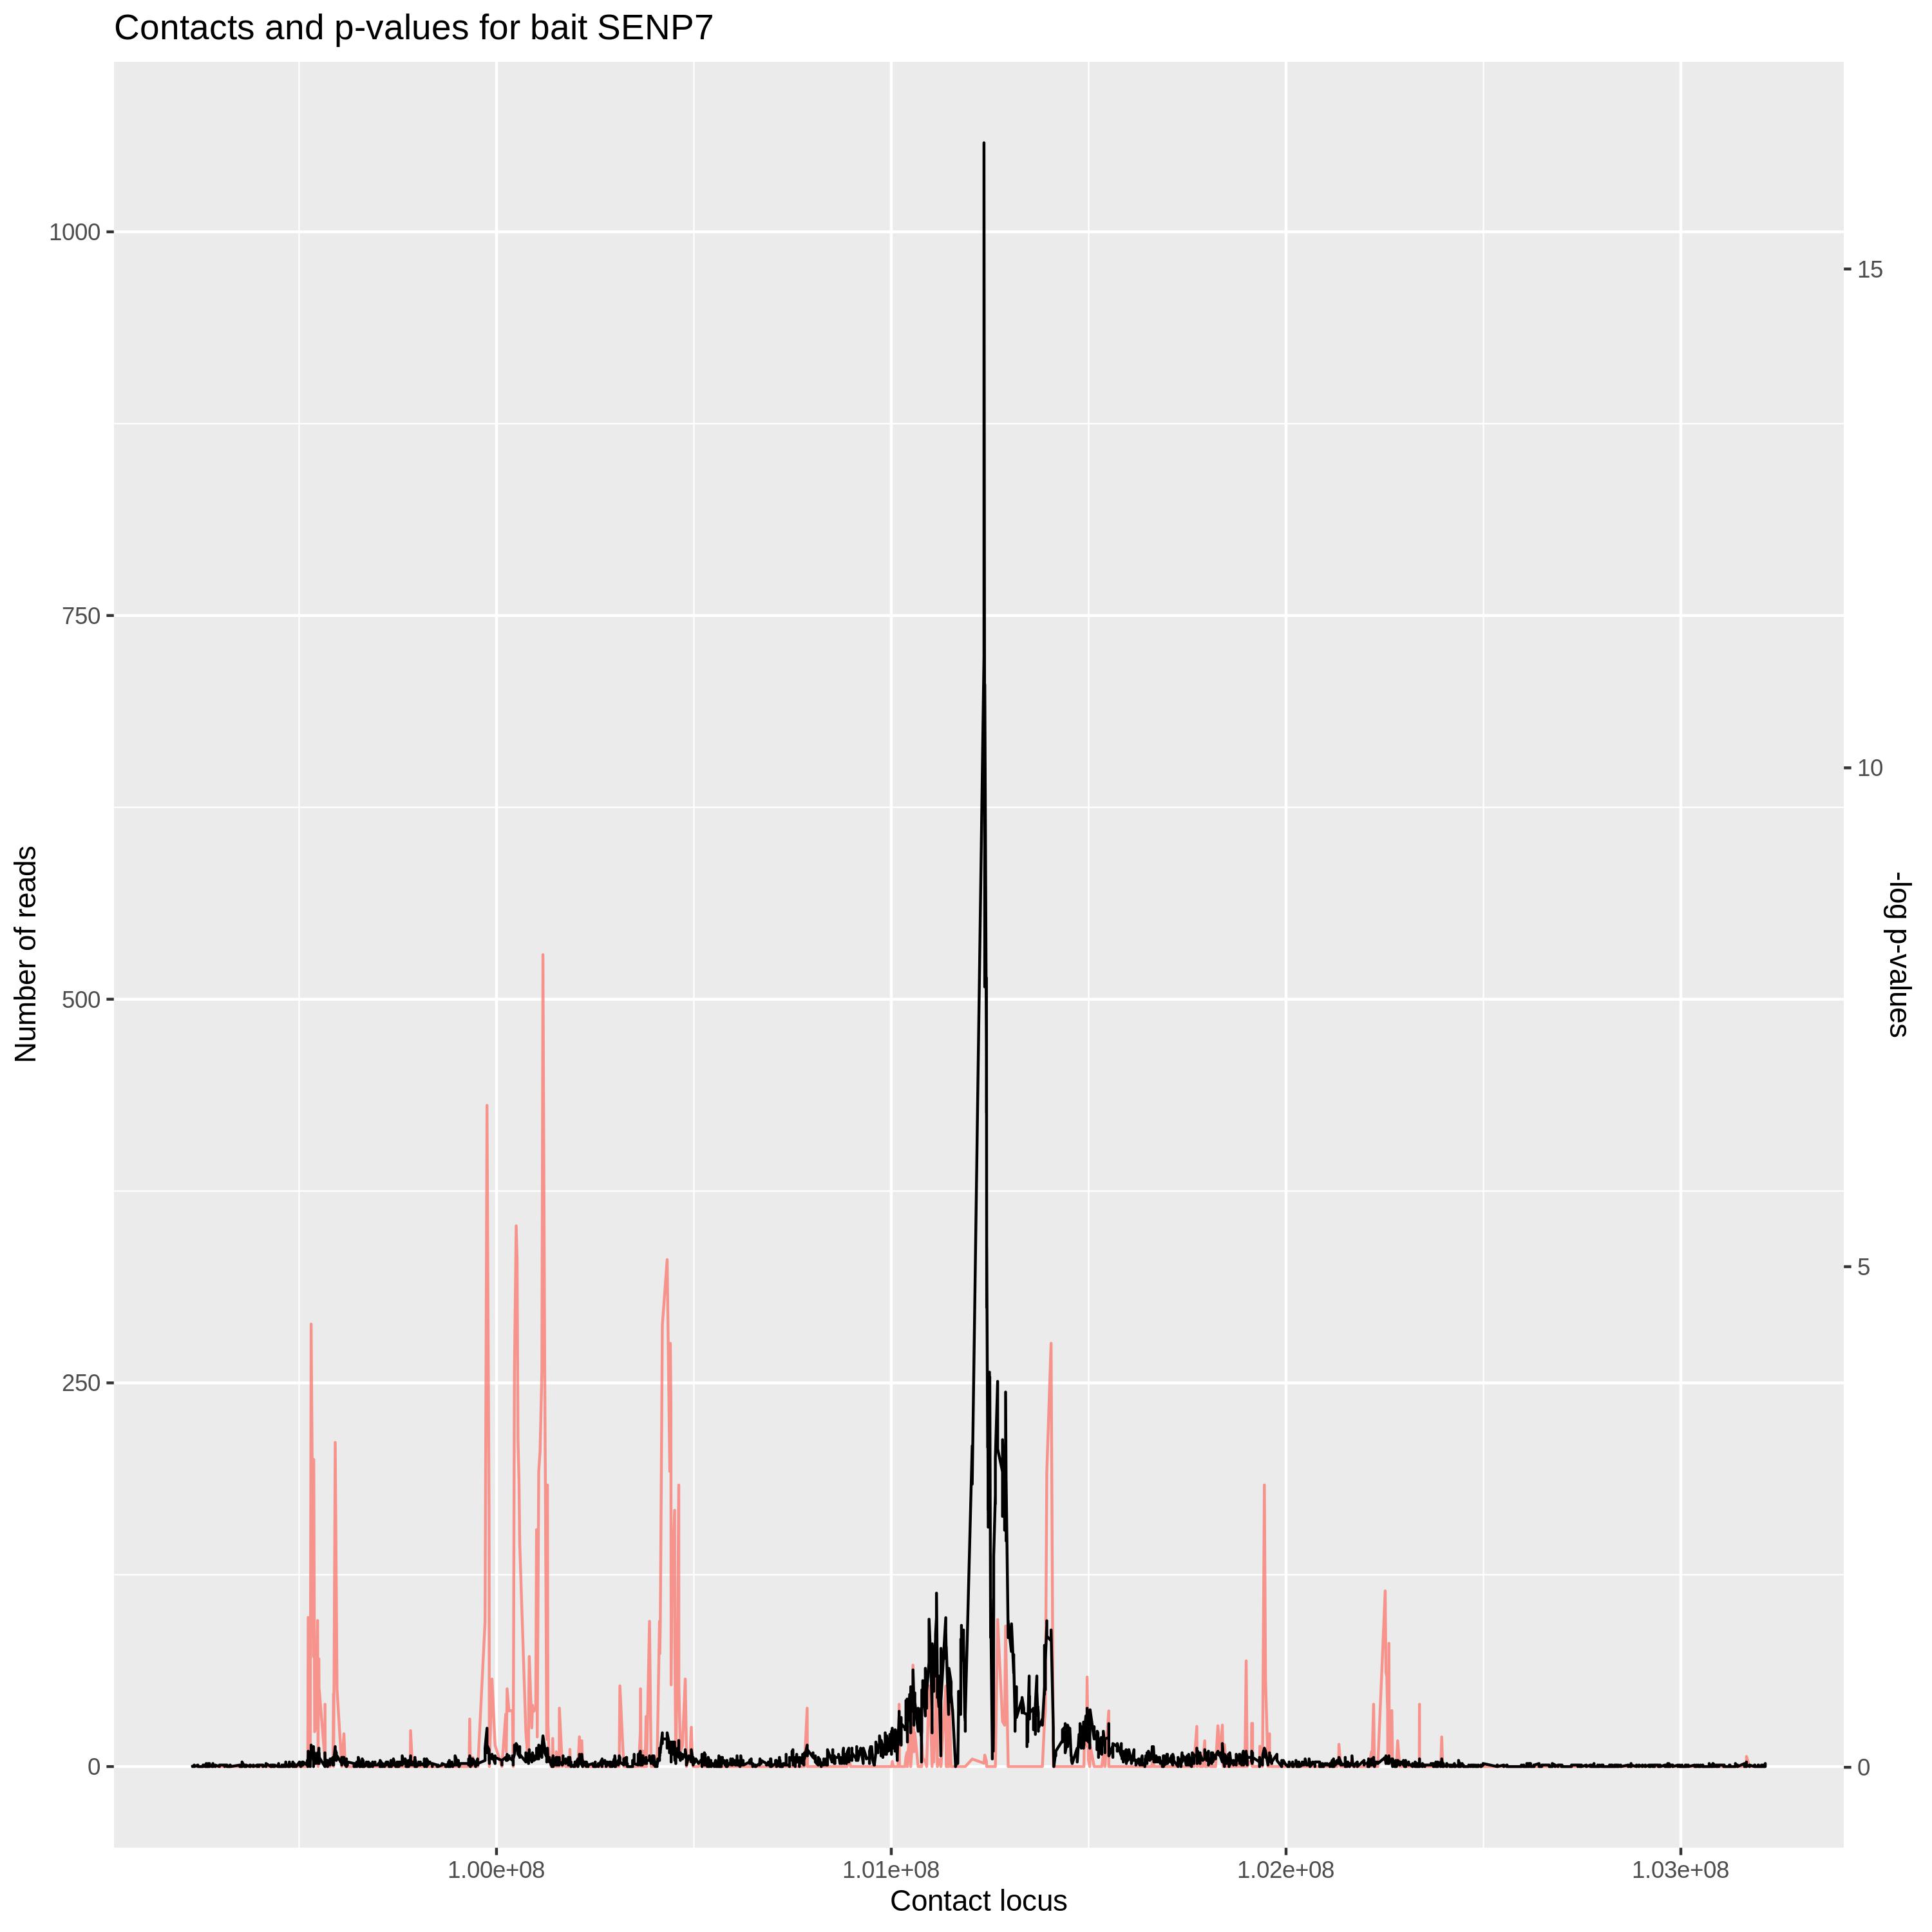 Contacts and p-values for bait SENP7
Number of reads
1000
750
500
250
0
15
10
5
0
-log p-values
1.00e+08
1.01e+08
1.02e+08
1.03e+08
Contact locus